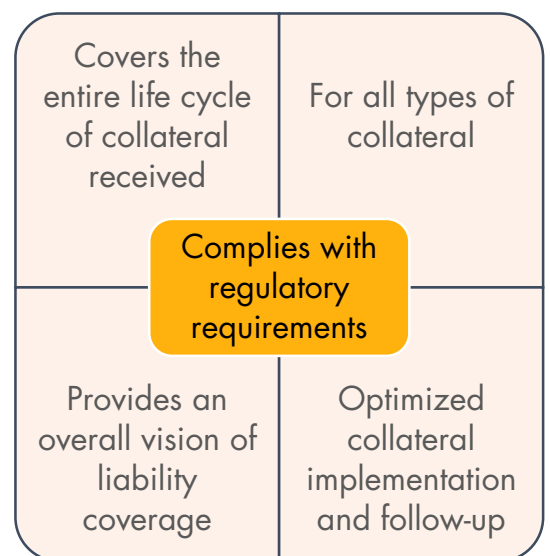 Covers the
entire life cycle
of collateral
received
For all types of
collateral
Complies with
regulatory
requirements
Provides an
overall vision of
liability
coverage
Optimized
collateral
implementation
and follow-up